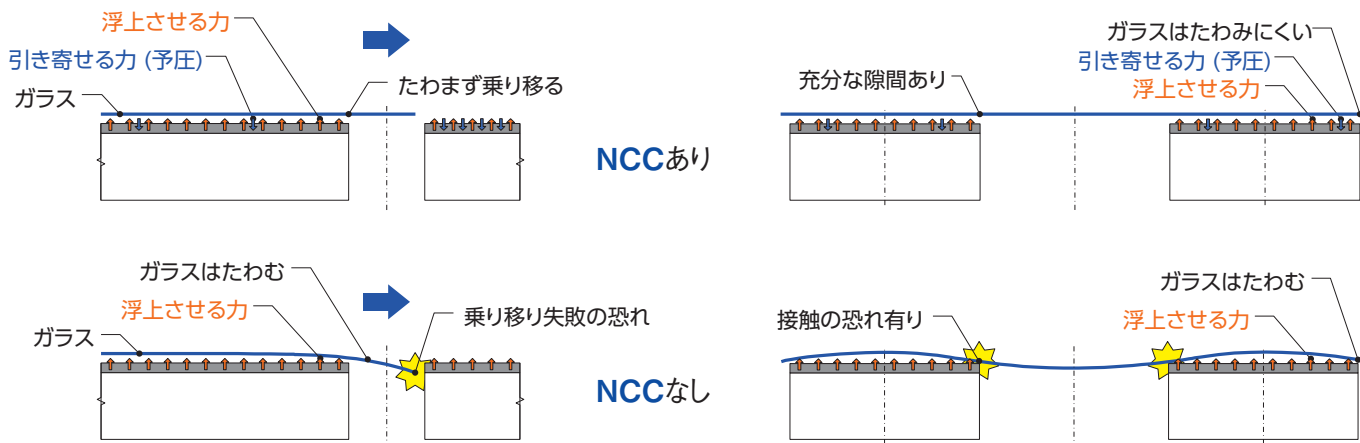 浮上させる力
引き寄せる力 (予圧)
ガラス
たわまず乗り移る
NCCあり
ガラスはたわみにくい
引き寄せる力 (予圧)
浮上させる力
充分な隙間あり
ガラスはたわむ
浮上させる力
ガラス
乗り移り失敗の恐れ
NCCなし
ガラスはたわむ
浮上させる力
接触の恐れ有り